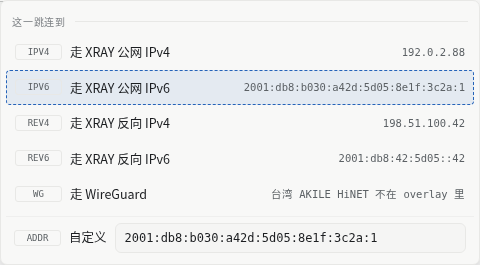 这一跳连到
IPV4 走 XRAY 公网 IPv4 192.0.2.88
IPV6 走 XRAY 公网 IPv6 2001:db8:b030:a42d:5d05:8e1f:3c2a:1
REV4 走 XRAY 反向 IPv4 198.51.100.42
REV6 走 XRAY 反向 IPv6 2001:db8:42:5d05::42
WG 走 WireGuard 台湾 AKILE HiNET 不在 overlay 里
ADDR 自定义 2001:db8:b030:a42d:5d05:8e1f:3c2a:1